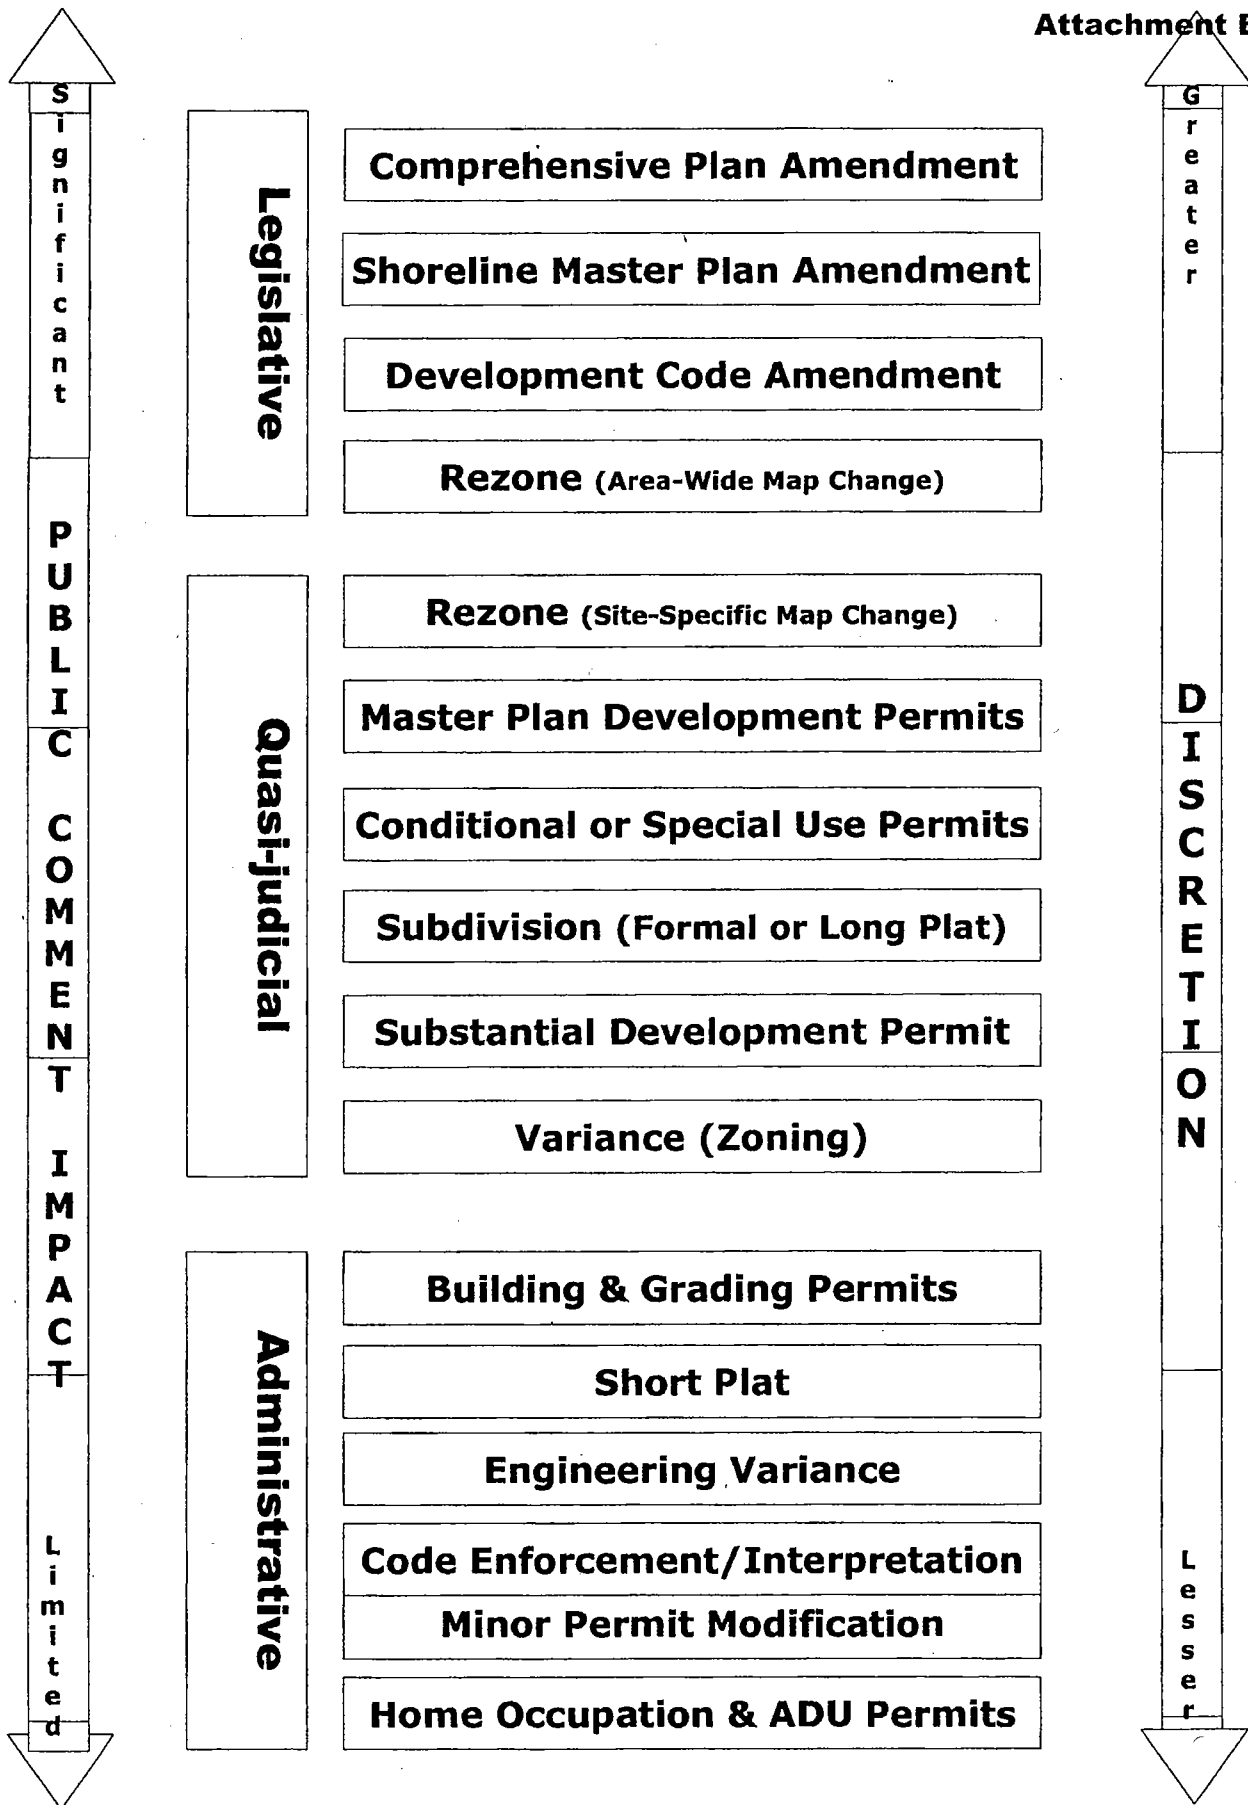 Attachment E
Significant
PUBLIC COMMENT IMPACT
Limited
Legislative
Comprehensive Plan Amendment
Shoreline Master Plan Amendment
Development Code Amendment
Rezone (Area-Wide Map Change)
Quasi-judicial
Rezone (Site-Specific Map Change)
Master Plan Development Permits
Conditional or Special Use Permits
Subdivision (Formal or Long Plat)
Substantial Development Permit
Variance (Zoning)
Administrative
Building & Grading Permits
Short Plat
Engineering Variance
Code Enforcement/Interpretation
Minor Permit Modification
Home Occupation & ADU Permits
Greater
DISCRETION
Lesser